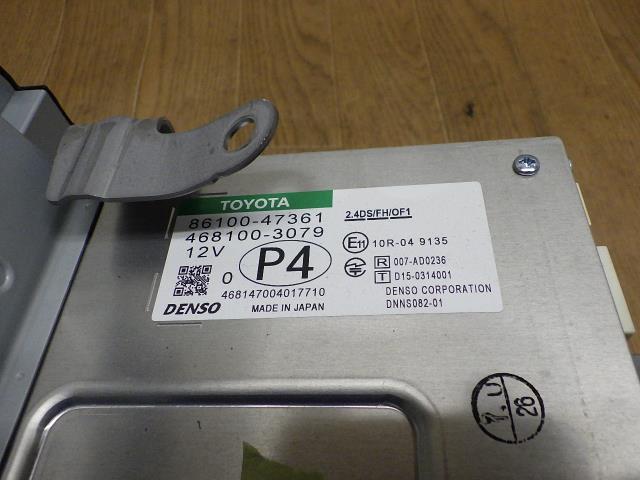 TOYOTA
86100-47361
468100-3079
12V
0
P4
468147004017710
DENSO
MADE IN JAPAN
2.4DS/FH/OF1
E11 10R-04 9135
R 007-AD0236
T D15-0314001
DENSO CORPORATION
DNNS082-01
Y.U
26